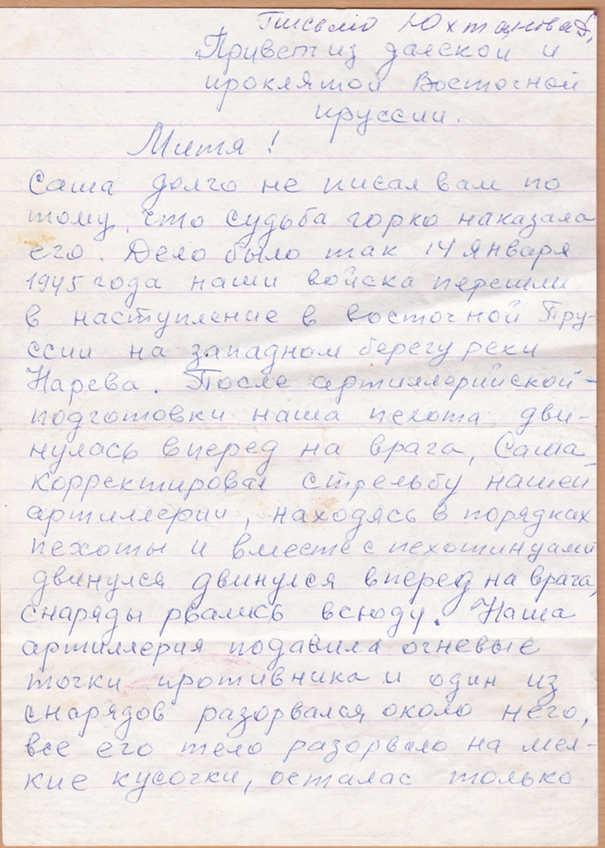 Письмо Юхтанова Д.
Привет из далекой и
проклятой Восточной
пруссии.
Митя!
Саша долго не писал вам по
тому, что судьба горко наказала
его. Дело было так 14 января
1945 года наши войска перешли
в наступление в восточной Пру-
ссии на западном берегу реки
Нарева. После артиллерийской-
подготовки наша пехота дви-
нулась вперед на врага, Саша
корректировал стрельбу нашей
артиллерии, находясь в порядках
пехоты и вместе с пехотинцами
двинулся двинулся вперед на врага,
снаряды рвались всюду. Наша
артиллерия подавила огневые
точки противника и один из
снарядов разорвался около него,
все его тело разорвало на мел-
кие кусочки, осталас только